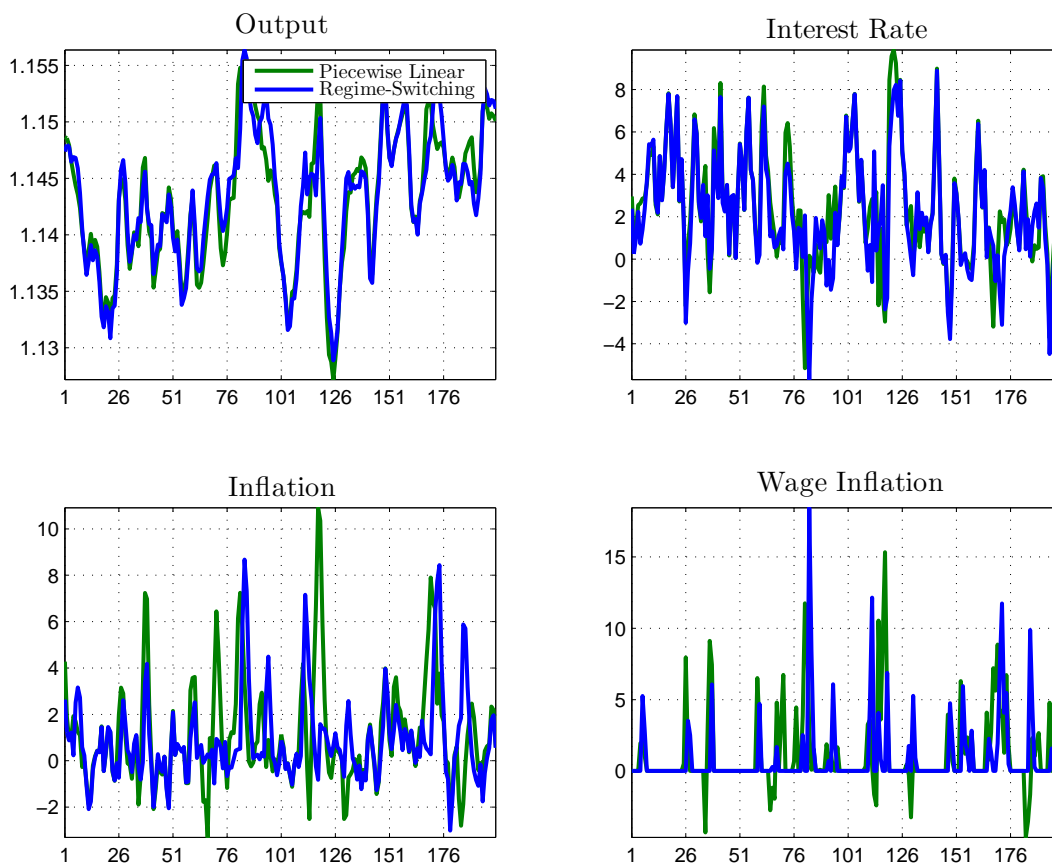 Output
1.155
1.15
1.145
1.14
1.135
1.13
1 26 51 76 101 126 151 176
Piecewise Linear
Regime-Switching
Interest Rate
8
6
4
2
0
−2
−4
1 26 51 76 101 126 151 176
Inflation
10
8
6
4
2
0
−2
1 26 51 76 101 126 151 176
Wage Inflation
15
10
5
0
1 26 51 76 101 126 151 176